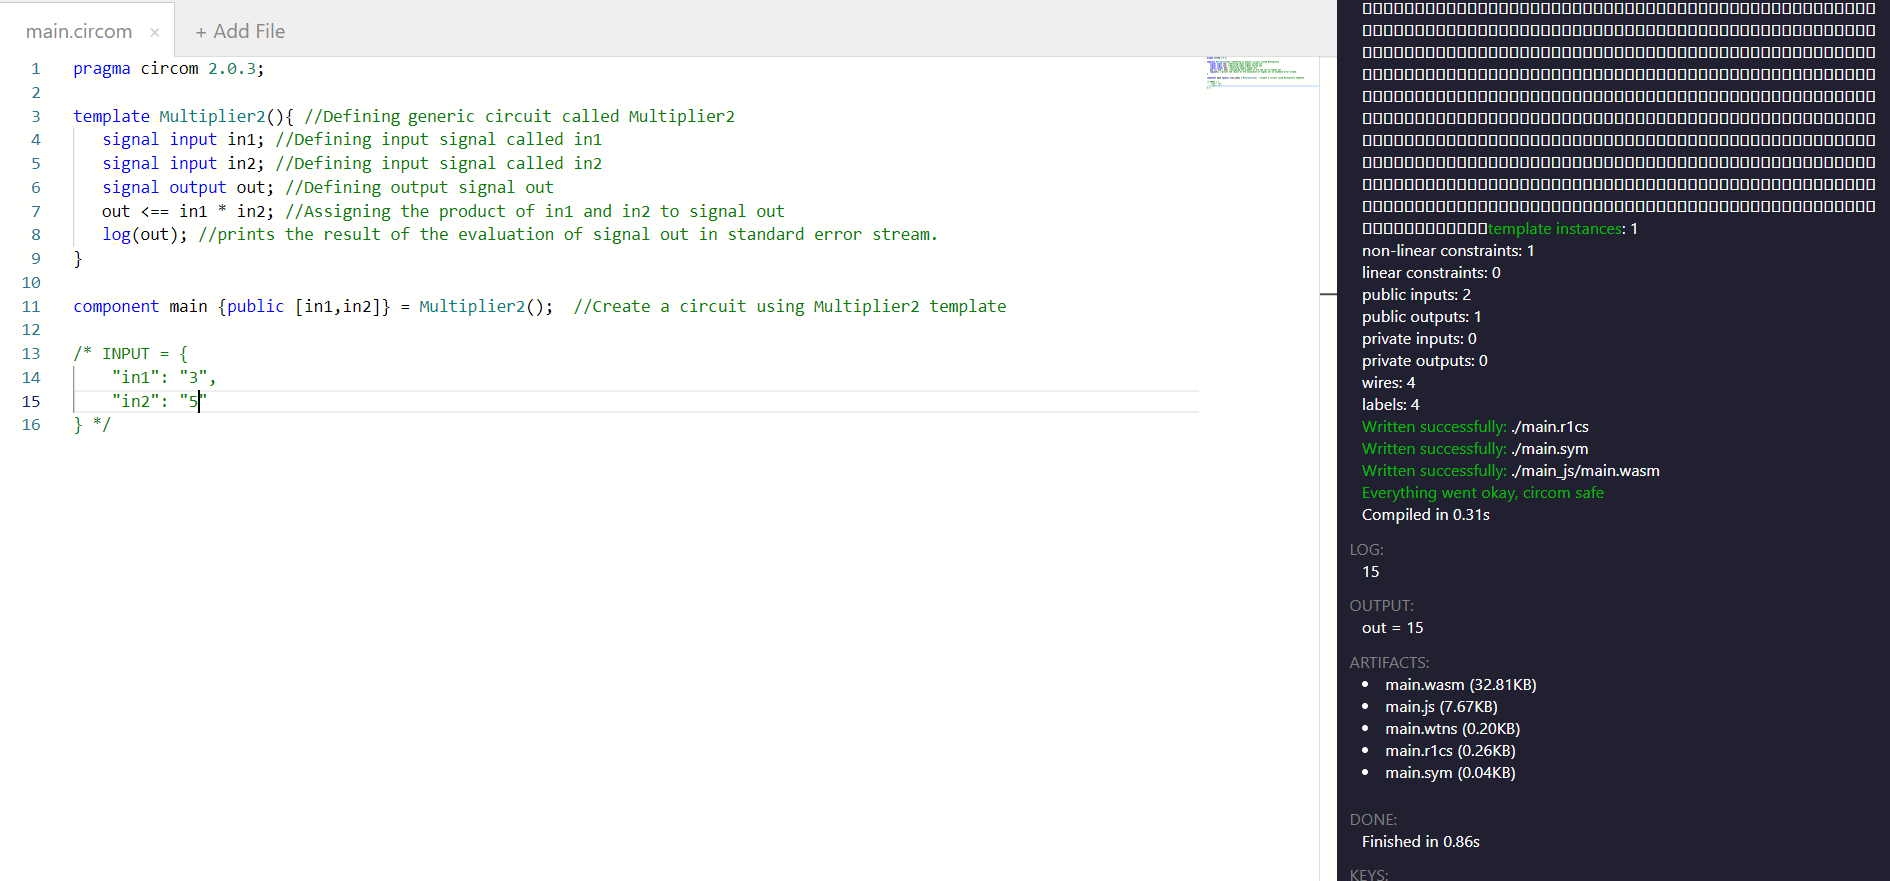 main.circom × + Add File
1 pragma circom 2.0.3;
2
3 template Multiplier2(){ //Defining generic circuit called Multiplier2
4 signal input in1; //Defining input signal called in1
5 signal input in2; //Defining input signal called in2
6 signal output out; //Defining output signal out
7 out <== in1 * in2; //Assigning the product of in1 and in2 to signal out
8 log(out); //prints the result of the evaluation of signal out in standard error stream.
9 }
10
11 component main {public [in1,in2]} = Multiplier2(); //Create a circuit using Multiplier2 template
12
13 /* INPUT = {
14 "in1": "3",
15 "in2": "5"
16 } */
template instances: 1
non-linear constraints: 1
linear constraints: 0
public inputs: 2
public outputs: 1
private inputs: 0
private outputs: 0
wires: 4
labels: 4
Written successfully: ./main.r1cs
Written successfully: ./main.sym
Written successfully: ./main_js/main.wasm
Everything went okay, circom safe
Compiled in 0.31s
LOG:
15
OUTPUT:
out = 15
ARTIFACTS:
• main.wasm (32.81KB)
• main.js (7.67KB)
• main.wtns (0.20KB)
• main.r1cs (0.26KB)
• main.sym (0.04KB)
DONE:
Finished in 0.86s
KEYS: